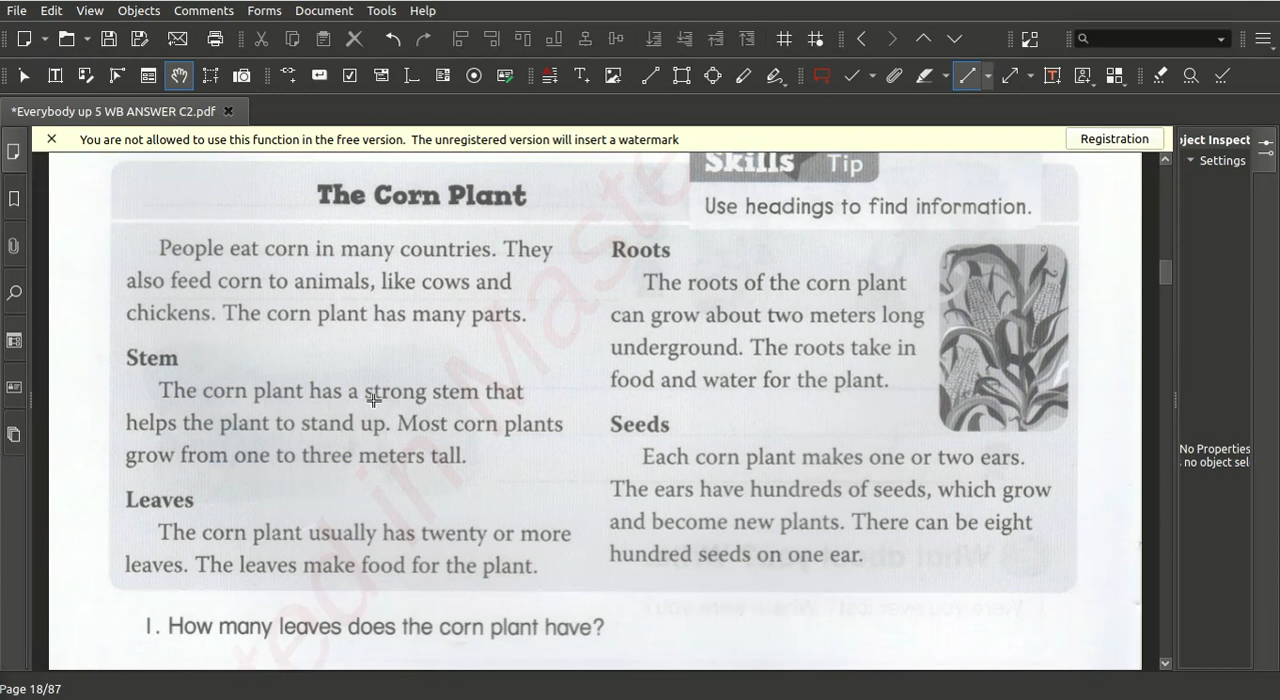 File Edit View Objects Comments Forms Document Tools Help
*Everybody up 5 WB ANSWER C2.pdf
You are not allowed to use this function in the free version. The unregistered version will insert a watermark
Registration
bject Inspect
Settings
No Properties
no object sel
Skills Tip
Use headings to find information.
The Corn Plant
People eat corn in many countries. They
also feed corn to animals, like cows and
chickens. The corn plant has many parts.
Stem
The corn plant has a strong stem that
helps the plant to stand up. Most corn plants
grow from one to three meters tall.
Leaves
The corn plant usually has twenty or more
leaves. The leaves make food for the plant.
Roots
The roots of the corn plant
can grow about two meters long
underground. The roots take in
food and water for the plant.
Seeds
Each corn plant makes one or two ears.
The ears have hundreds of seeds, which grow
and become new plants. There can be eight
hundred seeds on one ear.
1. How many leaves does the corn plant have?
ted in Maste
Page 18/87